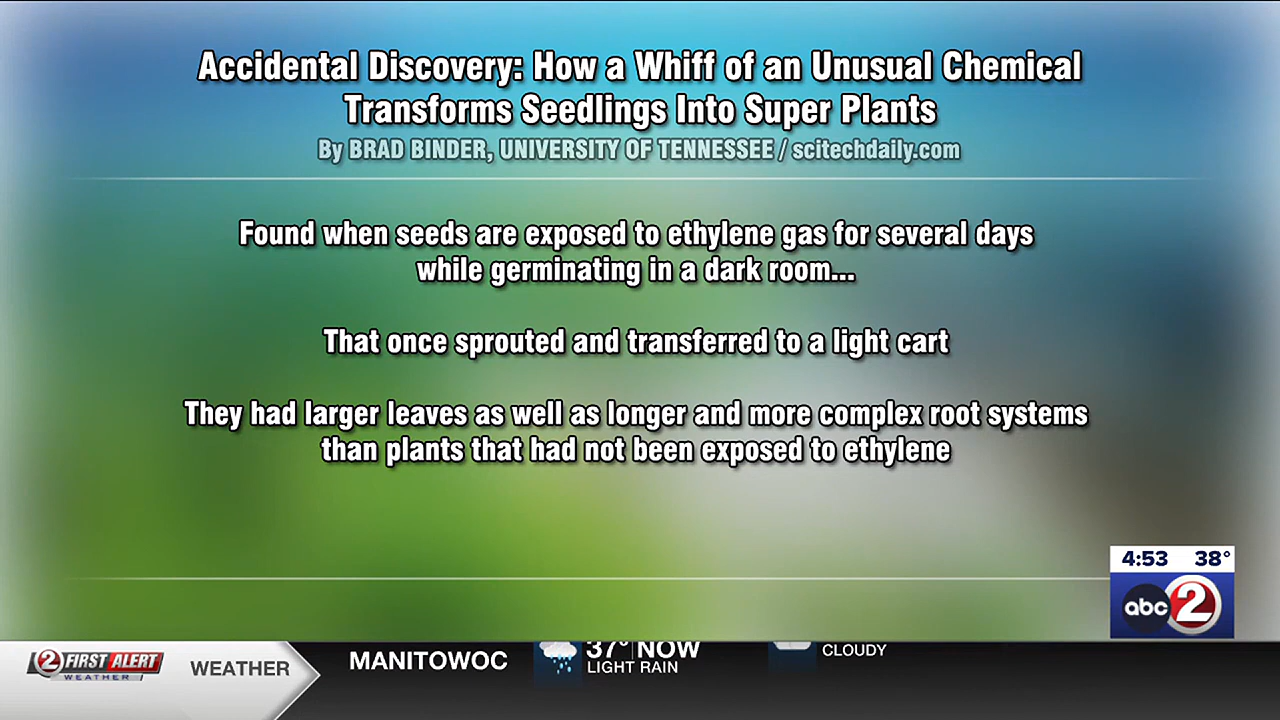 Accidental Discovery: How a Whiff of an Unusual Chemical
Transforms Seedlings Into Super Plants
By BRAD BINDER, UNIVERSITY OF TENNESSEE / scitechdaily.com
Found when seeds are exposed to ethylene gas for several days
while germinating in a dark room...
That once sprouted and transferred to a light cart
They had larger leaves as well as longer and more complex root systems
than plants that had not been exposed to ethylene
4:53 38°
abc 2
2 FIRST ALERT
WEATHER
WEATHER
MANITOWOC
37° NOW
LIGHT RAIN
CLOUDY